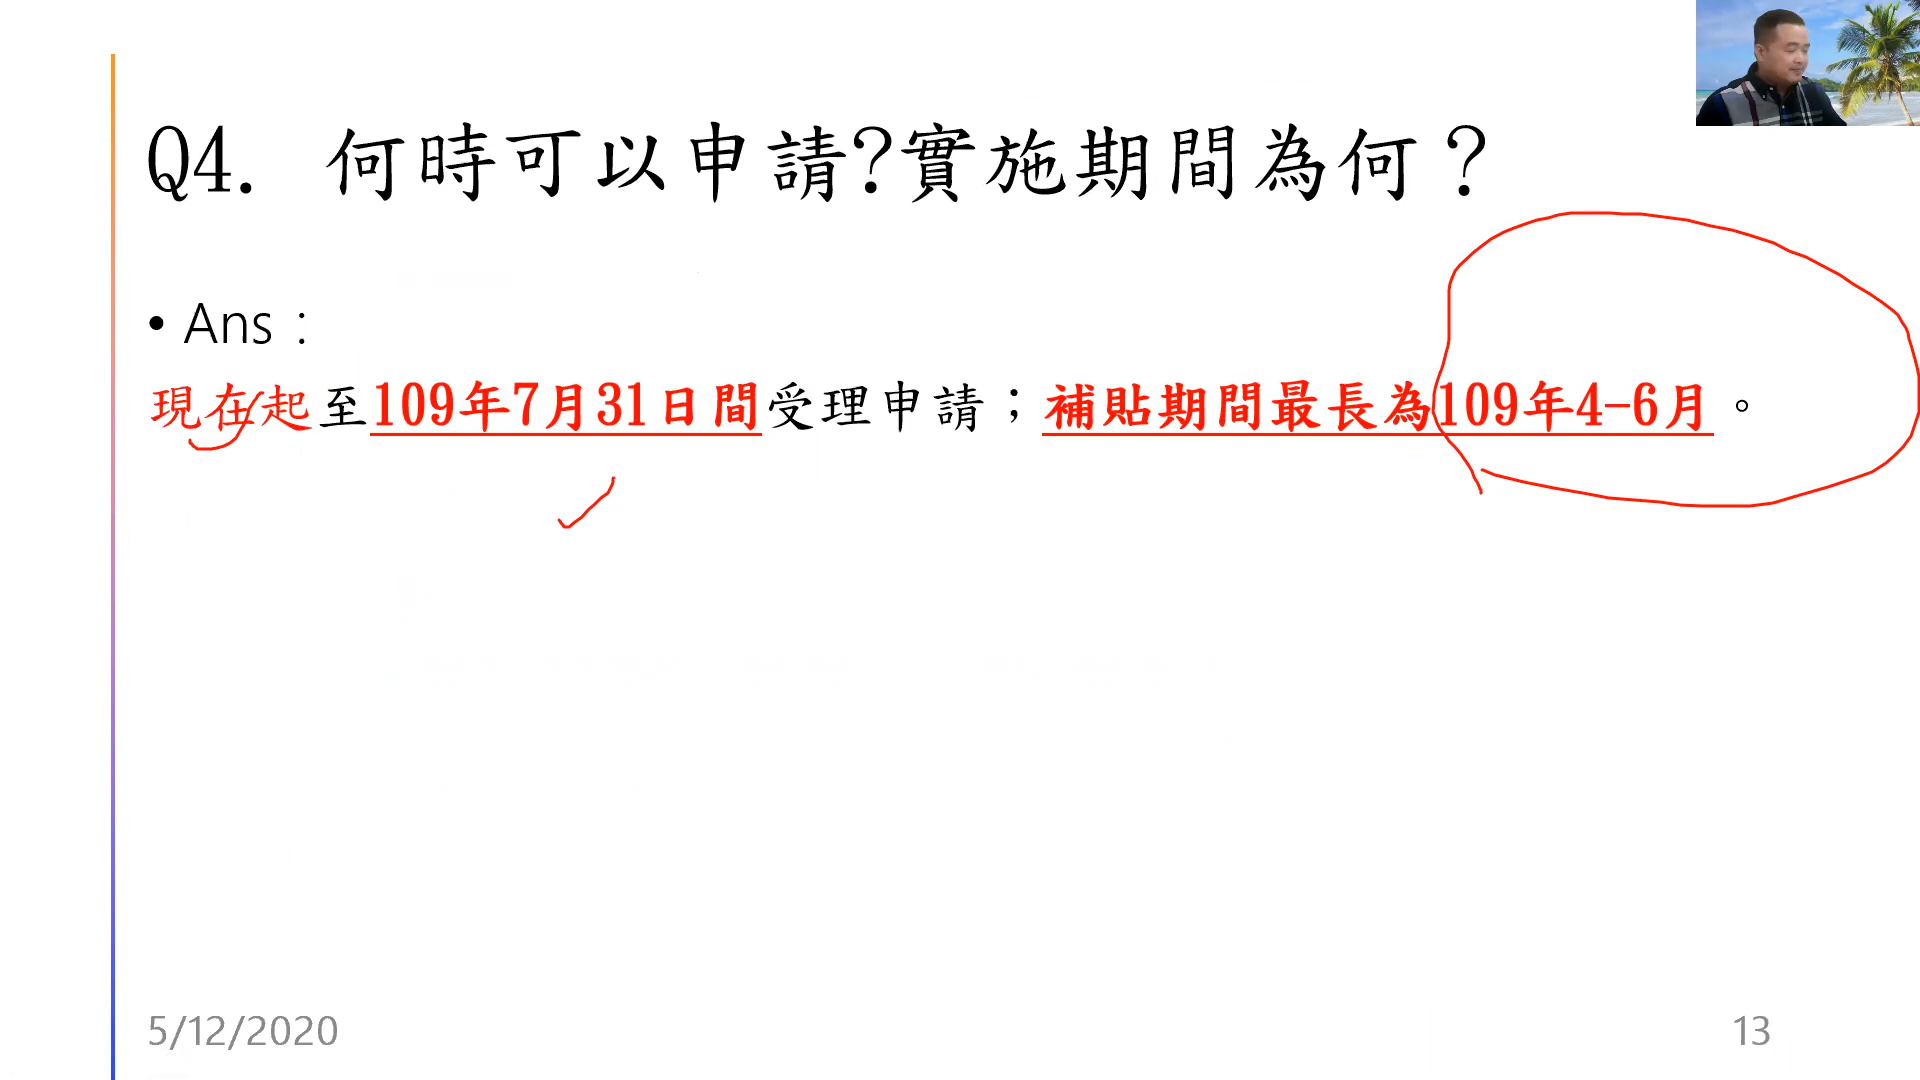 Q4. 何時可以申請?實施期間為何？
• Ans：
現在起至109年7月31日間受理申請；補貼期間最長為109年4-6月。
5/12/2020
13